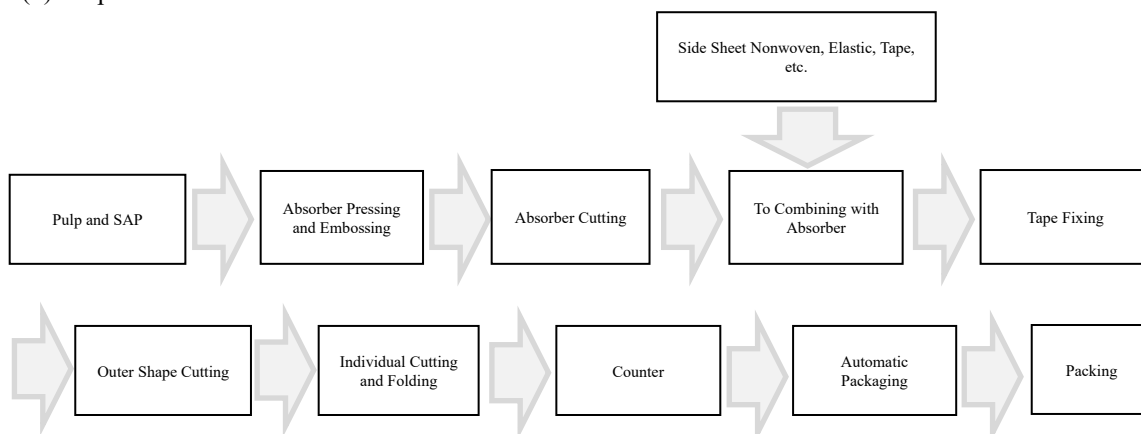 Side Sheet Nonwoven, Elastic, Tape,
etc.
Pulp and SAP
Absorber Pressing
and Embossing
Absorber Cutting
To Combining with
Absorber
Tape Fixing
Outer Shape Cutting
Individual Cutting
and Folding
Counter
Automatic
Packaging
Packing